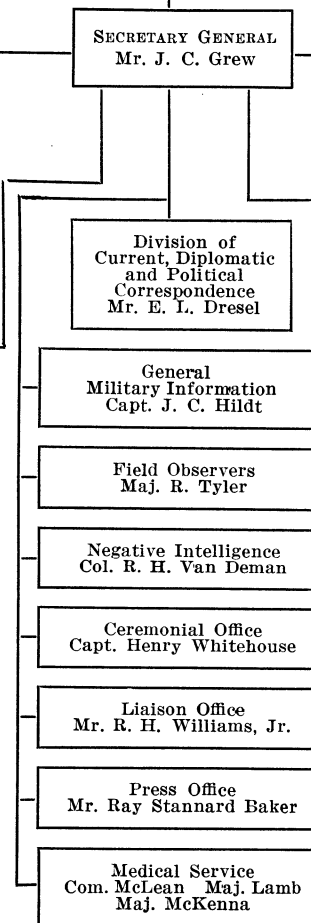 SECRETARY GENERAL
Mr. J. C. Grew
Division of
Current, Diplomatic
and Political
Correspondence
Mr. E. L. Dresel
General
Military Information
Capt. J. C. Hildt
Field Observers
Maj. R. Tyler
Negative Intelligence
Col. R. H. Van Deman
Ceremonial Office
Capt. Henry Whitehouse
Liaison Office
Mr. R. H. Williams, Jr.
Press Office
Mr. Ray Stannard Baker
Medical Service
Com. McLean Maj. Lamb
Maj. McKenna